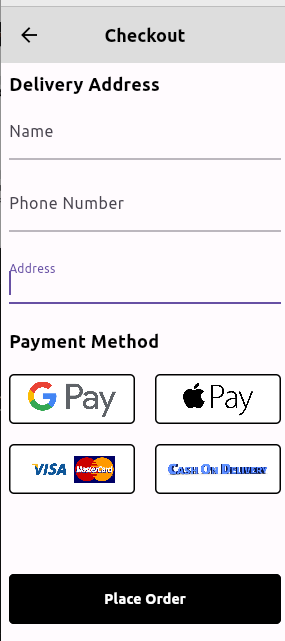 Checkout
Delivery Address
Name
Phone Number
Address
Payment Method
G Pay
Pay
VISA MasterCard
CASH ON DELIVERY
Place Order